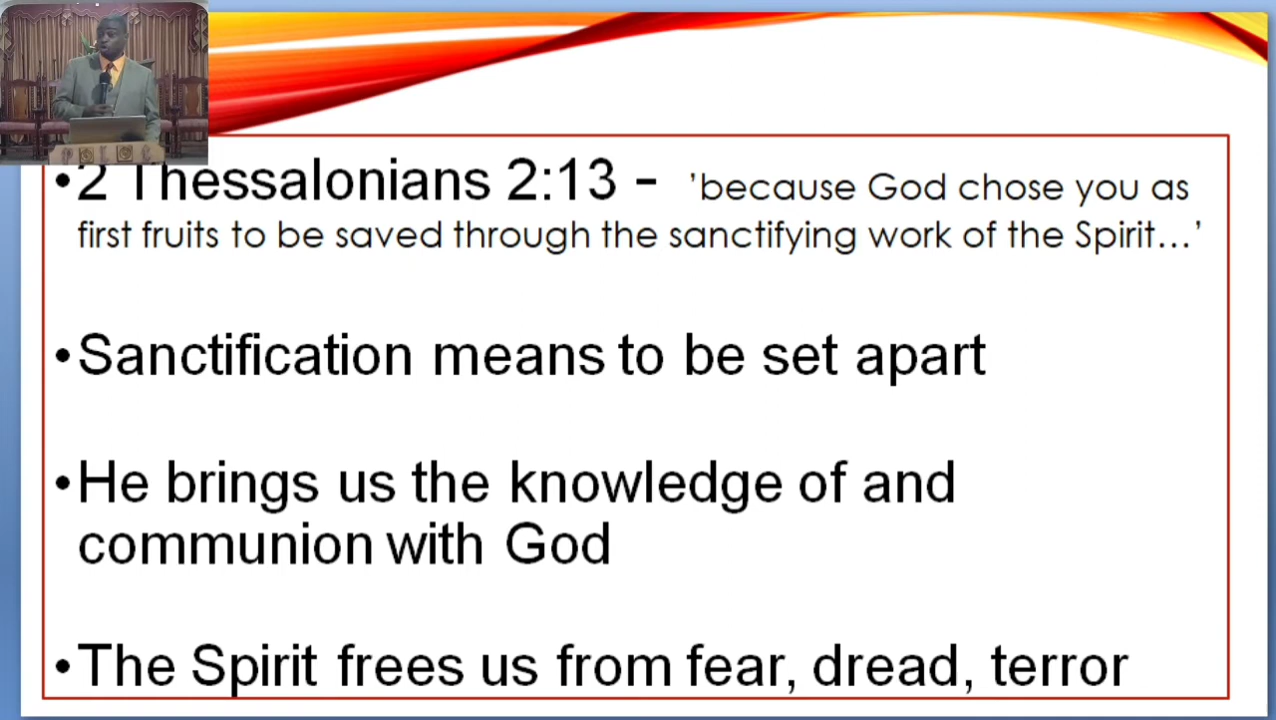 •2 Thessalonians 2:13 – ’because God chose you as
first fruits to be saved through the sanctifying work of the Spirit…’
•Sanctification means to be set apart
•He brings us the knowledge of and
communion with God
•The Spirit frees us from fear, dread, terror